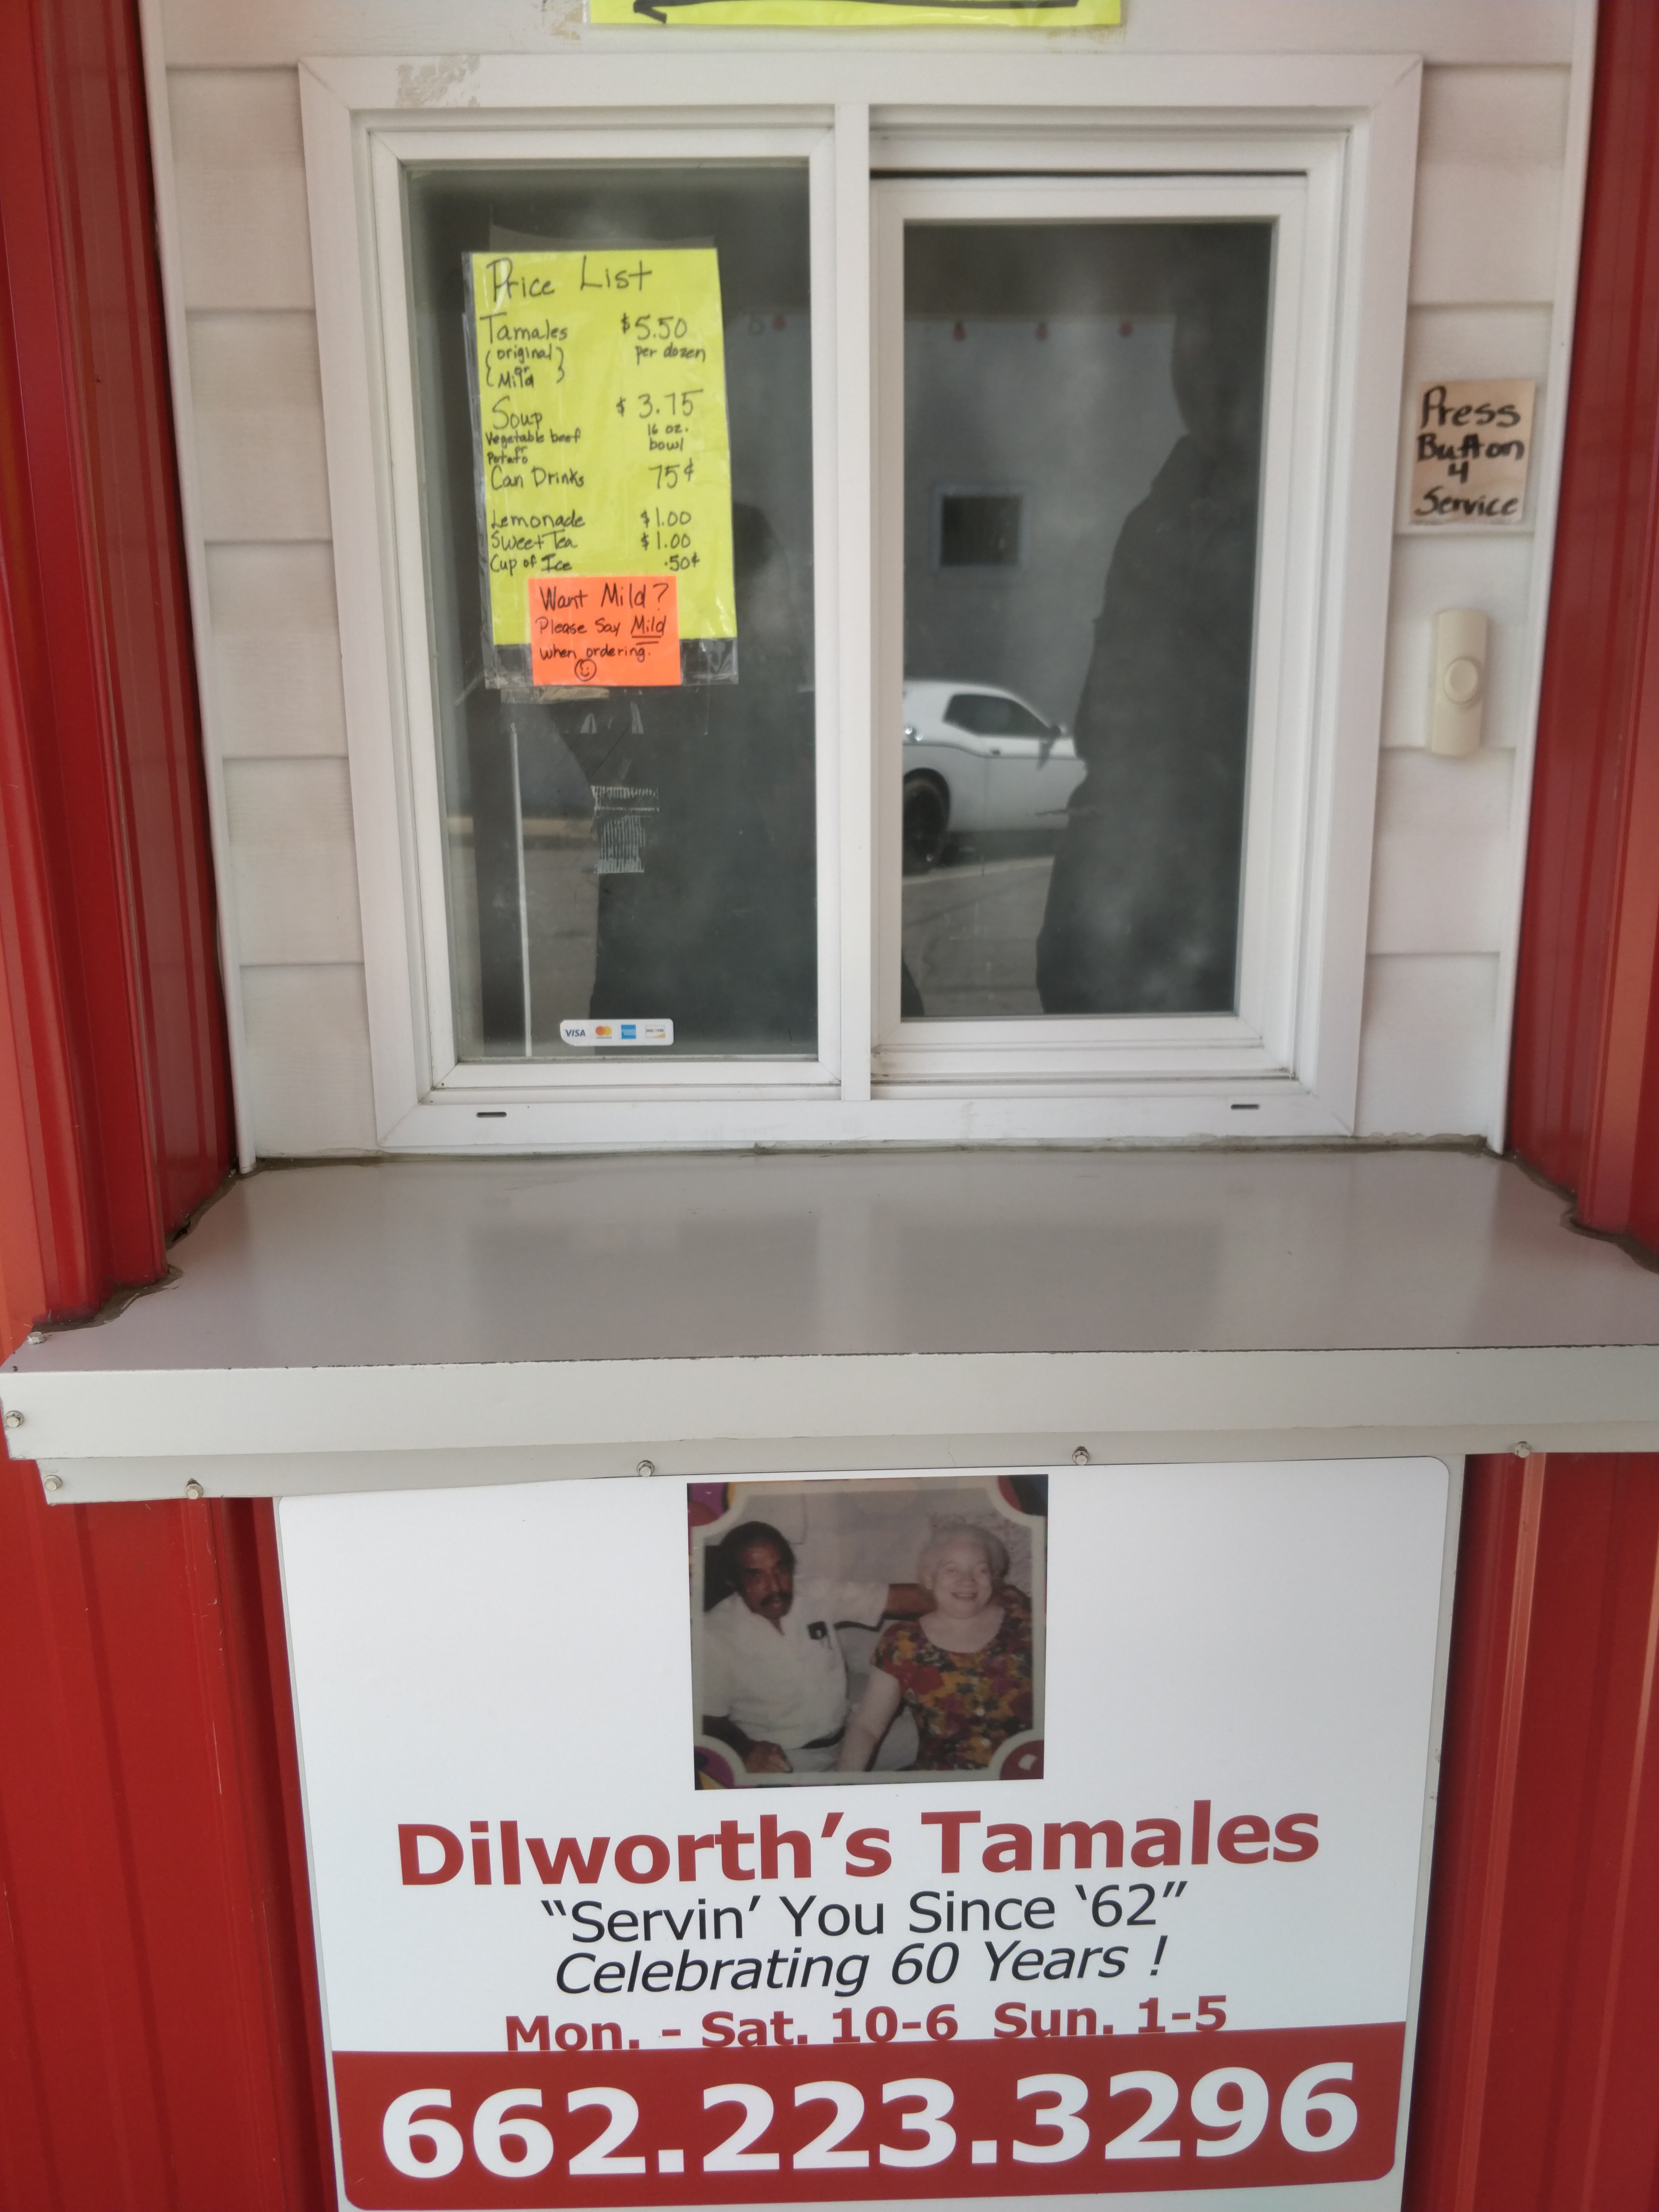 Price List
Tamales $5.50
(original) per dozen
or
Mild
Soup $3.75
Vegetable beef 16 oz.
or bowl
Potato
Can Drinks 75¢
Lemonade $1.00
Sweet Tea $1.00
Cup of Ice .50¢
Want Mild?
Please Say Mild
when ordering.
VISA
Press
Button
4
Service
Dilworth's Tamales
"Servin' You Since '62"
Celebrating 60 Years !
Mon. - Sat. 10-6 Sun. 1-5
662.223.3296